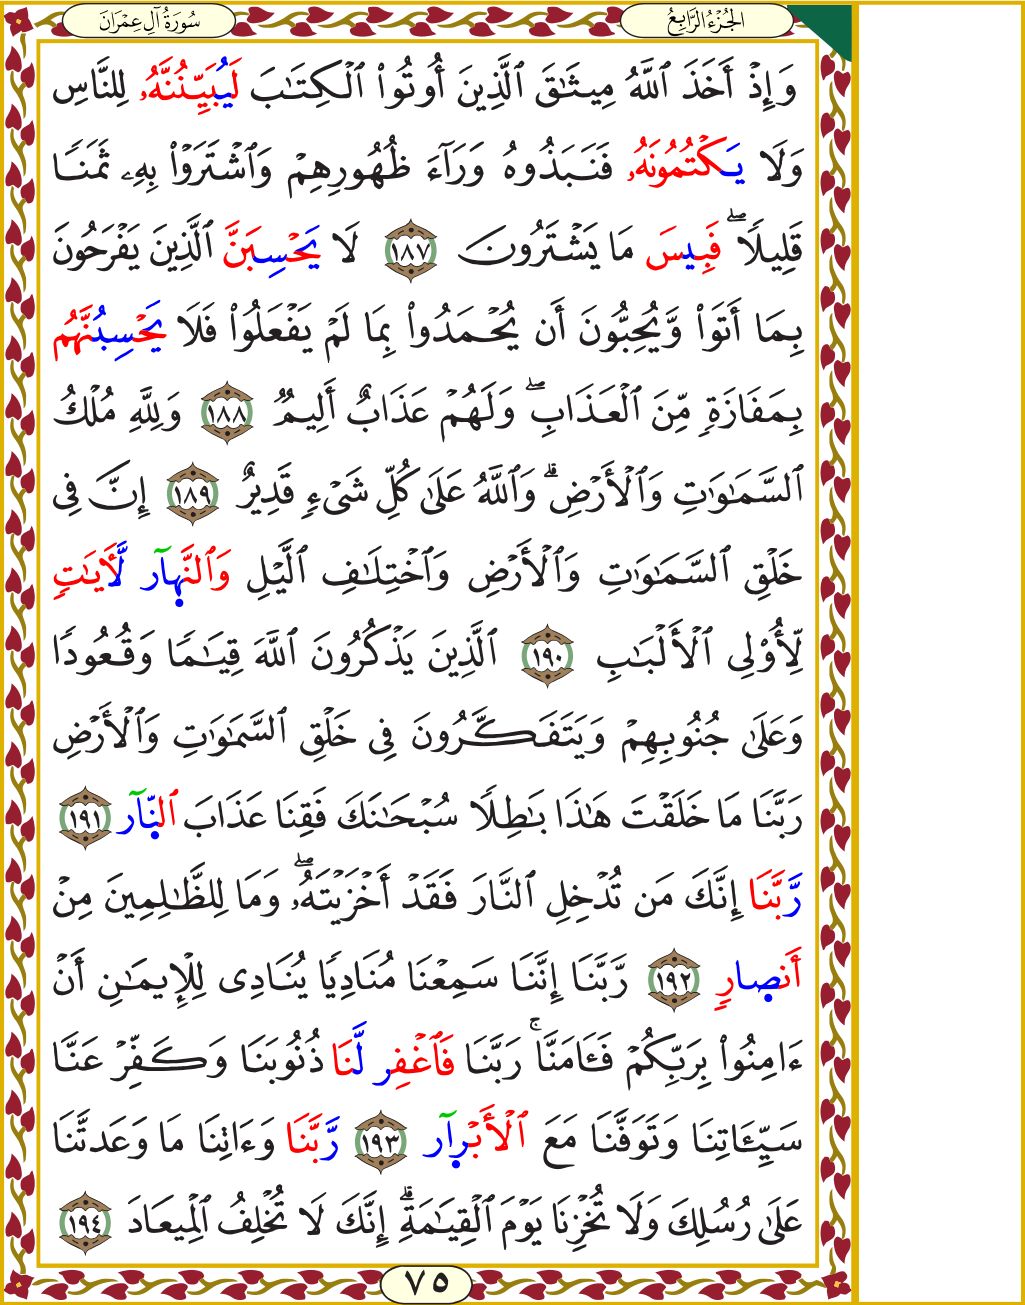 الجُزْءُ الرَّابِعُ
سُورَةُ آلِ عِمْرَانَ
وَإِذْ أَخَذَ ٱللَّهُ مِيثَٰقَ ٱلَّذِينَ أُوتُوا۟ ٱلْكِتَٰبَ لَيُبَيِّنُنَّهُۥ لِلنَّاسِ
وَلَا يَكْتُمُونَهُۥ فَنَبَذُوهُ وَرَآءَ ظُهُورِهِمْ وَٱشْتَرَوْا۟ بِهِۦ ثَمَنًا
قَلِيلًاۖ فَبِيسَ مَا يَشْتَرُونَ ١٨٧ لَا يَحْسِبَنَّ ٱلَّذِينَ يَفْرَحُونَ
بِمَا أَتَوا۟ وَّيُحِبُّونَ أَن يُحْمَدُوا۟ بِمَا لَمْ يَفْعَلُوا۟ فَلَا يَحْسِبُنَّهُم
بِمَفَازَةٍ مِّنَ ٱلْعَذَابِۖ وَلَهُمْ عَذَابٌ أَلِيمٌ ١٨٨ وَلِلَّهِ مُلْكُ
ٱلسَّمَٰوَٰتِ وَٱلْأَرْضِۗ وَٱللَّهُ عَلَىٰ كُلِّ شَىْءٍ قَدِيرٌ ١٨٩ إِنَّ فِى
خَلْقِ ٱلسَّمَٰوَٰتِ وَٱلْأَرْضِ وَٱخْتِلَٰفِ ٱلَّيْلِ وَٱلنَّهٜآر لَّأَيَٰتٍ
لِّأُوْلِى ٱلْأَلْبَٰبِ ١٩٠ ٱلَّذِينَ يَذْكُرُونَ ٱللَّهَ قِيَٰمًا وَقُعُودًا
وَعَلَىٰ جُنُوبِهِمْ وَيَتَفَكَّرُونَ فِى خَلْقِ ٱلسَّمَٰوَٰتِ وَٱلْأَرْضِ
رَبَّنَا مَا خَلَقْتَ هَٰذَا بَٰطِلًا سُبْحَٰنَكَ فَقِنَا عَذَابَ ٱلنّٜآر ١٩١
رَّبَّنَا إِنَّكَ مَن تُدْخِلِ ٱلنَّارَ فَقَدْ أَخْزَيْتَهُۥۖ وَمَا لِلظَّٰلِمِينَ مِنْ
أَنصٜارٍ ١٩٢ رَّبَّنَا إِنَّنَا سَمِعْنَا مُنَادِيًا يُنَادِى لِلْإِيمَٰنِ أَنْ
ءَامِنُوا۟ بِرَبِّكُمْ فَـَٔامَنَّاۚ رَبَّنَا فَٱغْفِر لَّنَا ذُنُوبَنَا وَكَفِّرْ عَنَّا
سَيِّـَٔاتِنَا وَتَوَفَّنَا مَعَ ٱلْأَبْرٜآر ١٩٣ رَّبَّنَا وَءَاتِنَا مَا وَعَدتَّنَا
عَلَىٰ رُسُلِكَ وَلَا تُخْزِنَا يَوْمَ ٱلْقِيَٰمَةِۗ إِنَّكَ لَا تُخْلِفُ ٱلْمِيعَادَ ١٩٤
٧٥